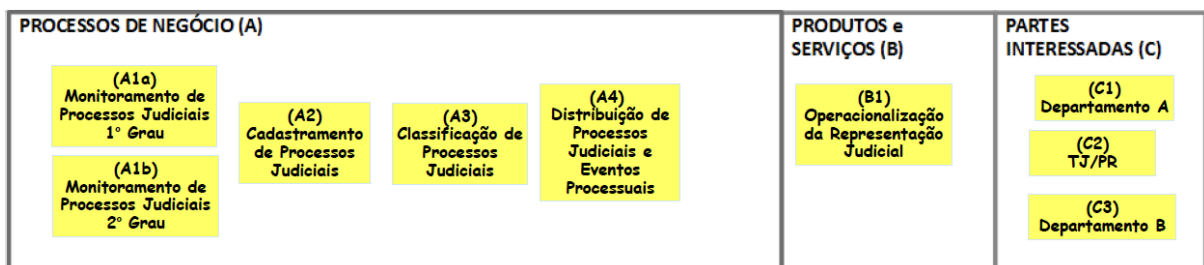 PROCESSOS DE NEGÓCIO (A)
(A1a)
Monitoramento de
Processos Judiciais
1° Grau
(A1b)
Monitoramento de
Processos Judiciais
2° Grau
(A2)
Cadastramento
de Processos
Judiciais
(A3)
Classificação de
Processos
Judiciais
(A4)
Distribuição de
Processos
Judiciais e
Eventos
Processuais
PRODUTOS e
SERVIÇOS (B)
(B1)
Operacionalização
da Representação
Judicial
PARTES
INTERESSADAS (C)
(C1)
Departamento A
(C2)
TJ/PR
(C3)
Departamento B